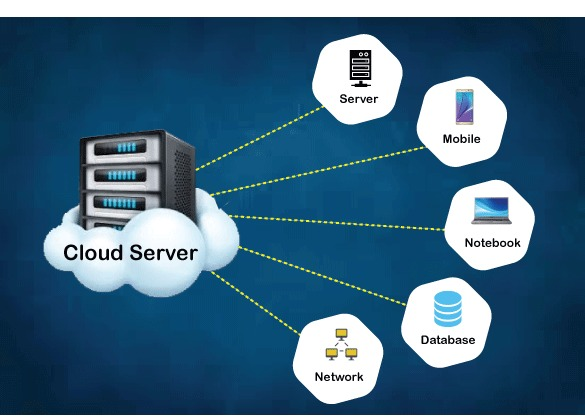 Server
Mobile
Cloud Server
Notebook
Database
Network